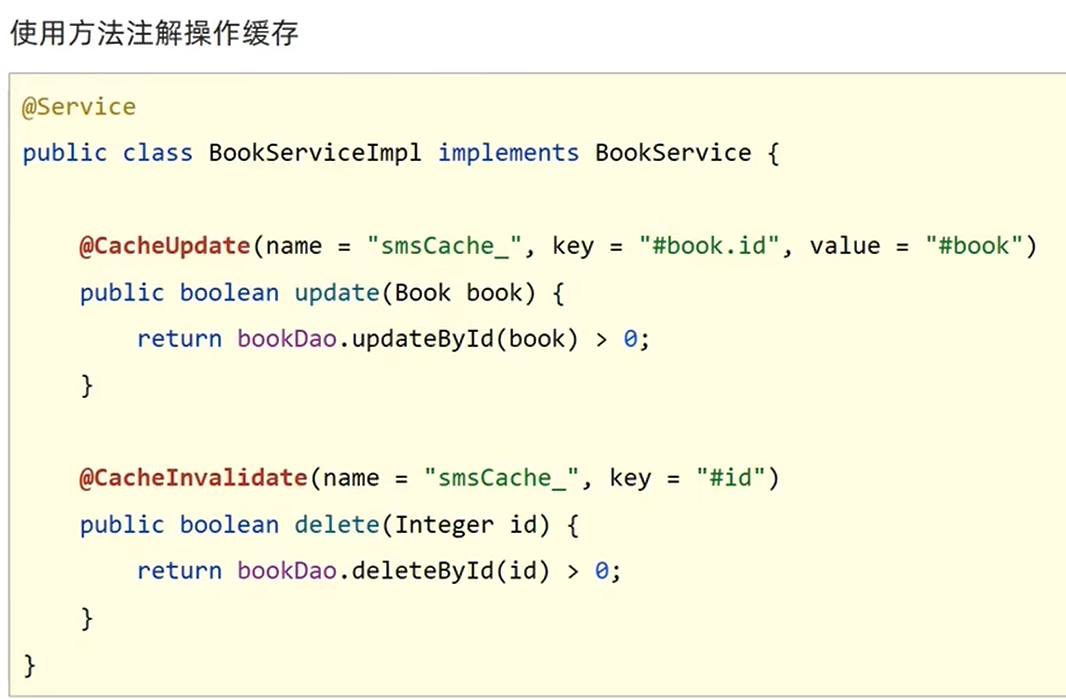 使用方法注解操作缓存
@Service
public class BookServiceImpl implements BookService {
@CacheUpdate(name = "smsCache_", key = "#book.id", value = "#book")
public boolean update(Book book) {
return bookDao.updateById(book) > 0;
}
@CacheInvalidate(name = "smsCache_", key = "#id")
public boolean delete(Integer id) {
return bookDao.deleteById(id) > 0;
}
}